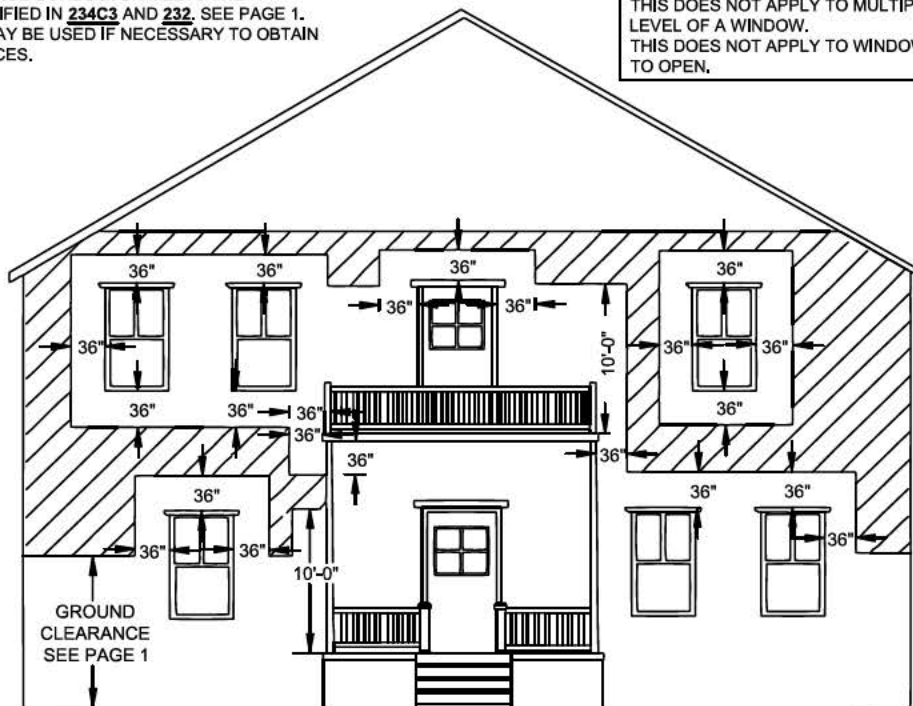 IFIED IN 234C3 AND 232. SEE PAGE 1.
AY BE USED IF NECESSARY TO OBTAIN
CES.
THIS DOES NOT APPLY TO MULTIP
LEVEL OF A WINDOW.
THIS DOES NOT APPLY TO WINDOW
TO OPEN,
36"
36"
36"
36"
36"
36"
36"
36"
36"
10'-0"
36"
36"
36"
36"
36"
36"
36"
36"
36"
36"
36"
36"
36"
10'-0"
GROUND
CLEARANCE
SEE PAGE 1